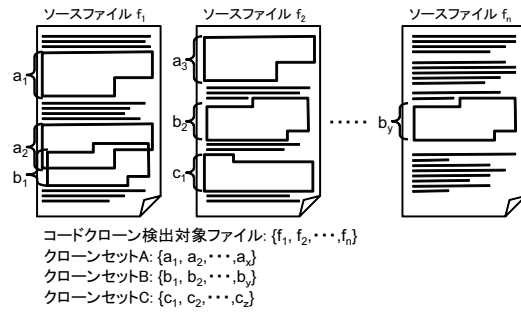 ソースファイル f1
ソースファイル f2
ソースファイル fn
a1
a2
b1
a3
b2
c1
‥‥‥
by
コードクローン検出対象ファイル: {f1, f2,･･･,fn}
クローンセットA: {a1, a2,･･･,ax}
クローンセットB: {b1, b2,･･･,by}
クローンセットC: {c1, c2,･･･,cz}